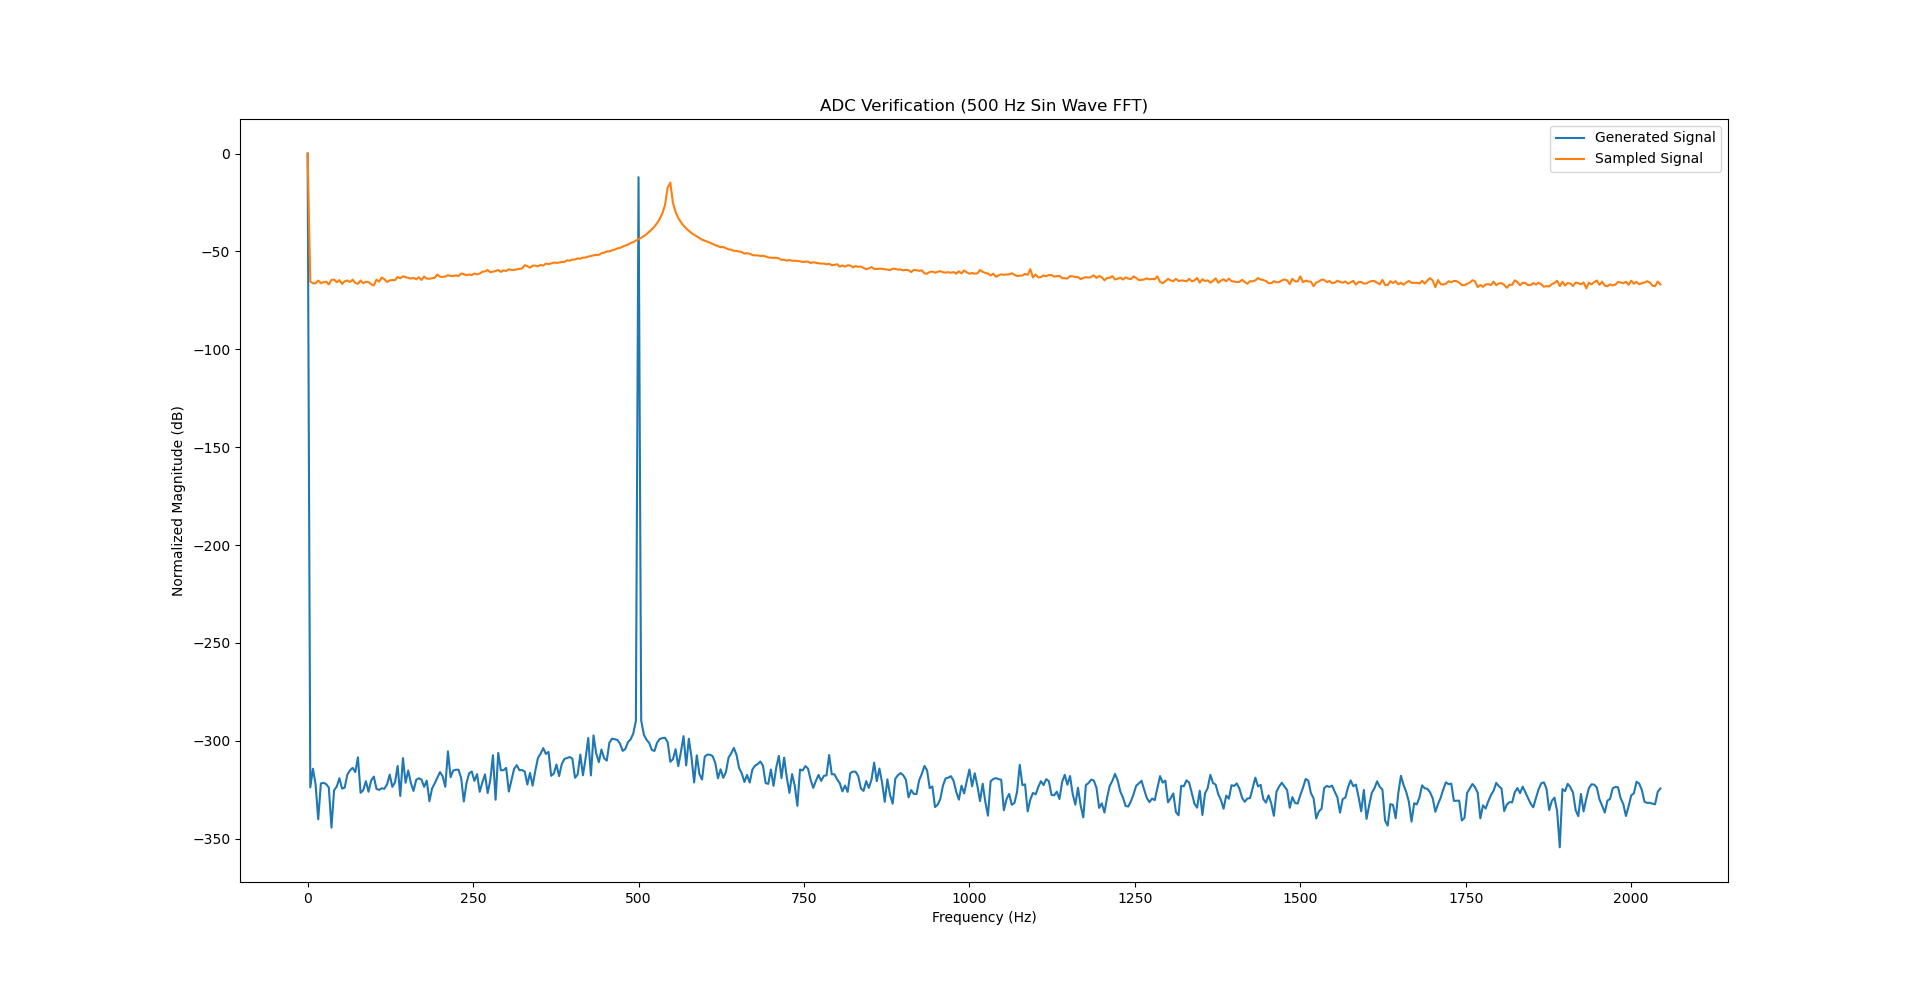 ADC Verification (500 Hz Sin Wave FFT)
Generated Signal
Sampled Signal
Normalized Magnitude (dB)
0
−50
−100
−150
−200
−250
−300
−350
0 250 500 750 1000 1250 1500 1750 2000
Frequency (Hz)